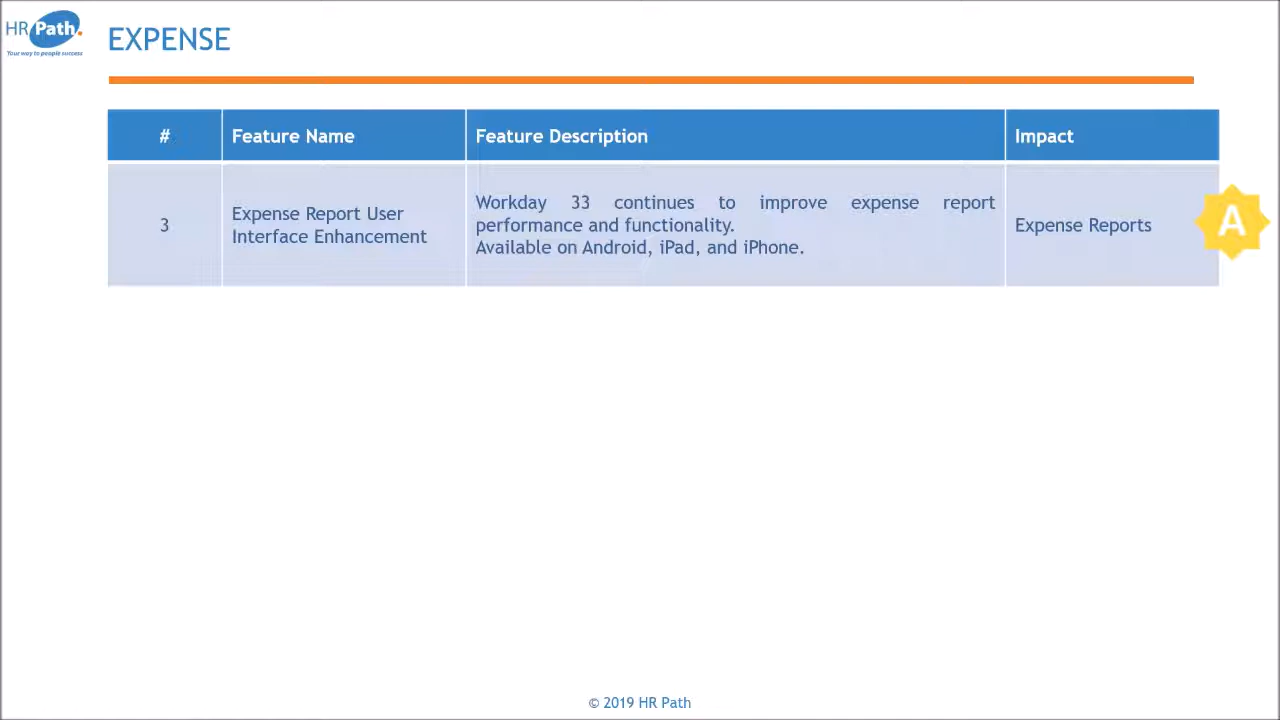 HR Path.
Your way to people success
EXPENSE
#
Feature Name
Feature Description
Impact
3
Expense Report User
Interface Enhancement
Workday 33 continues to improve expense report
performance and functionality.
Available on Android, iPad, and iPhone.
Expense Reports
A
© 2019 HR Path